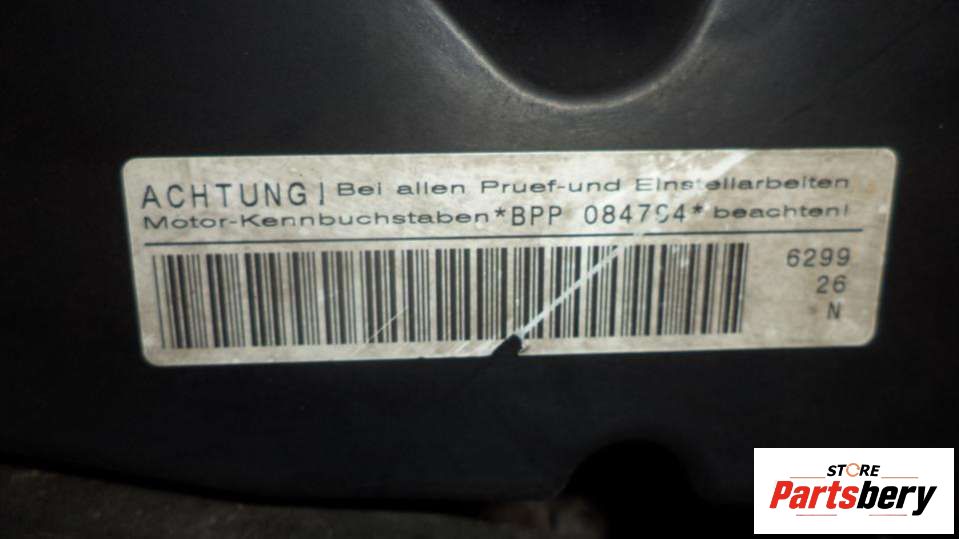 ACHTUNG! Bei allen Pruef-und Einstellarbeiten
Motor-Kennbuchstaben *BPP 084794* beachten!
6299
26
N
STORE
Partsbery